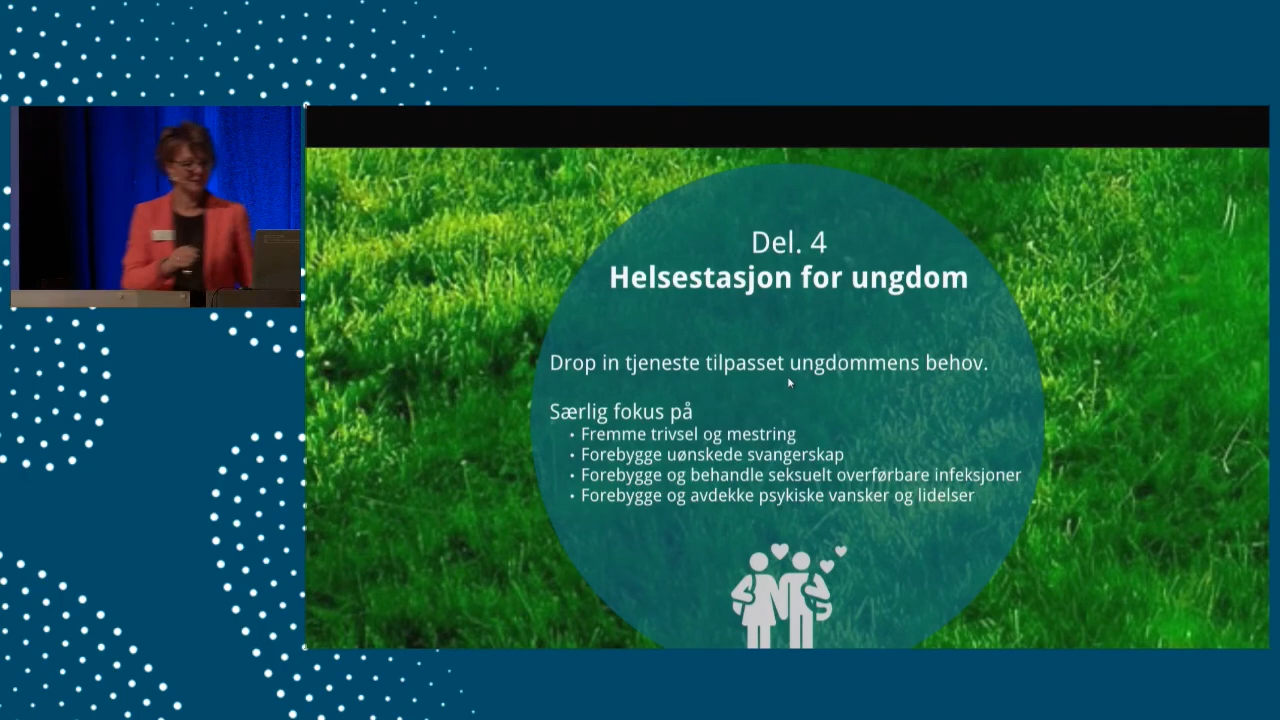 Del. 4
Helsestasjon for ungdom
Drop in tjeneste tilpasset ungdommens behov.
Særlig fokus på
• Fremme trivsel og mestring
• Forebygge uønskede svangerskap
• Forebygge og behandle seksuelt overførbare infeksjoner
• Forebygge og avdekke psykiske vansker og lidelser